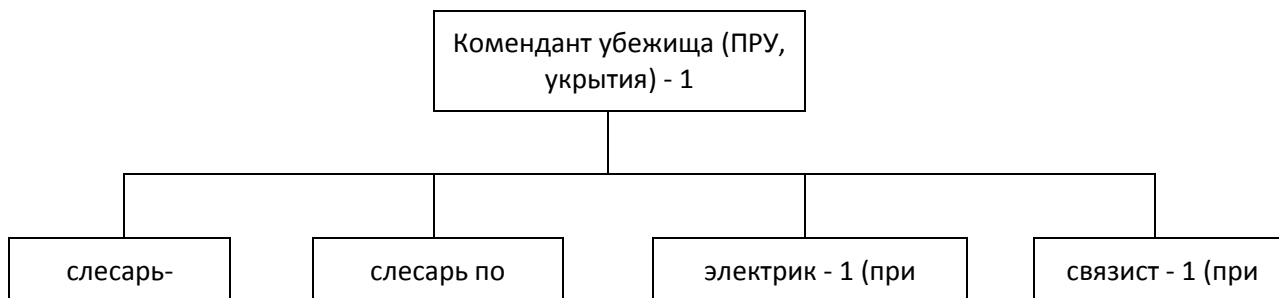 Комендант убежища (ПРУ,
укрытия) - 1
слесарь-
слесарь по
электрик - 1 (при
связист - 1 (при